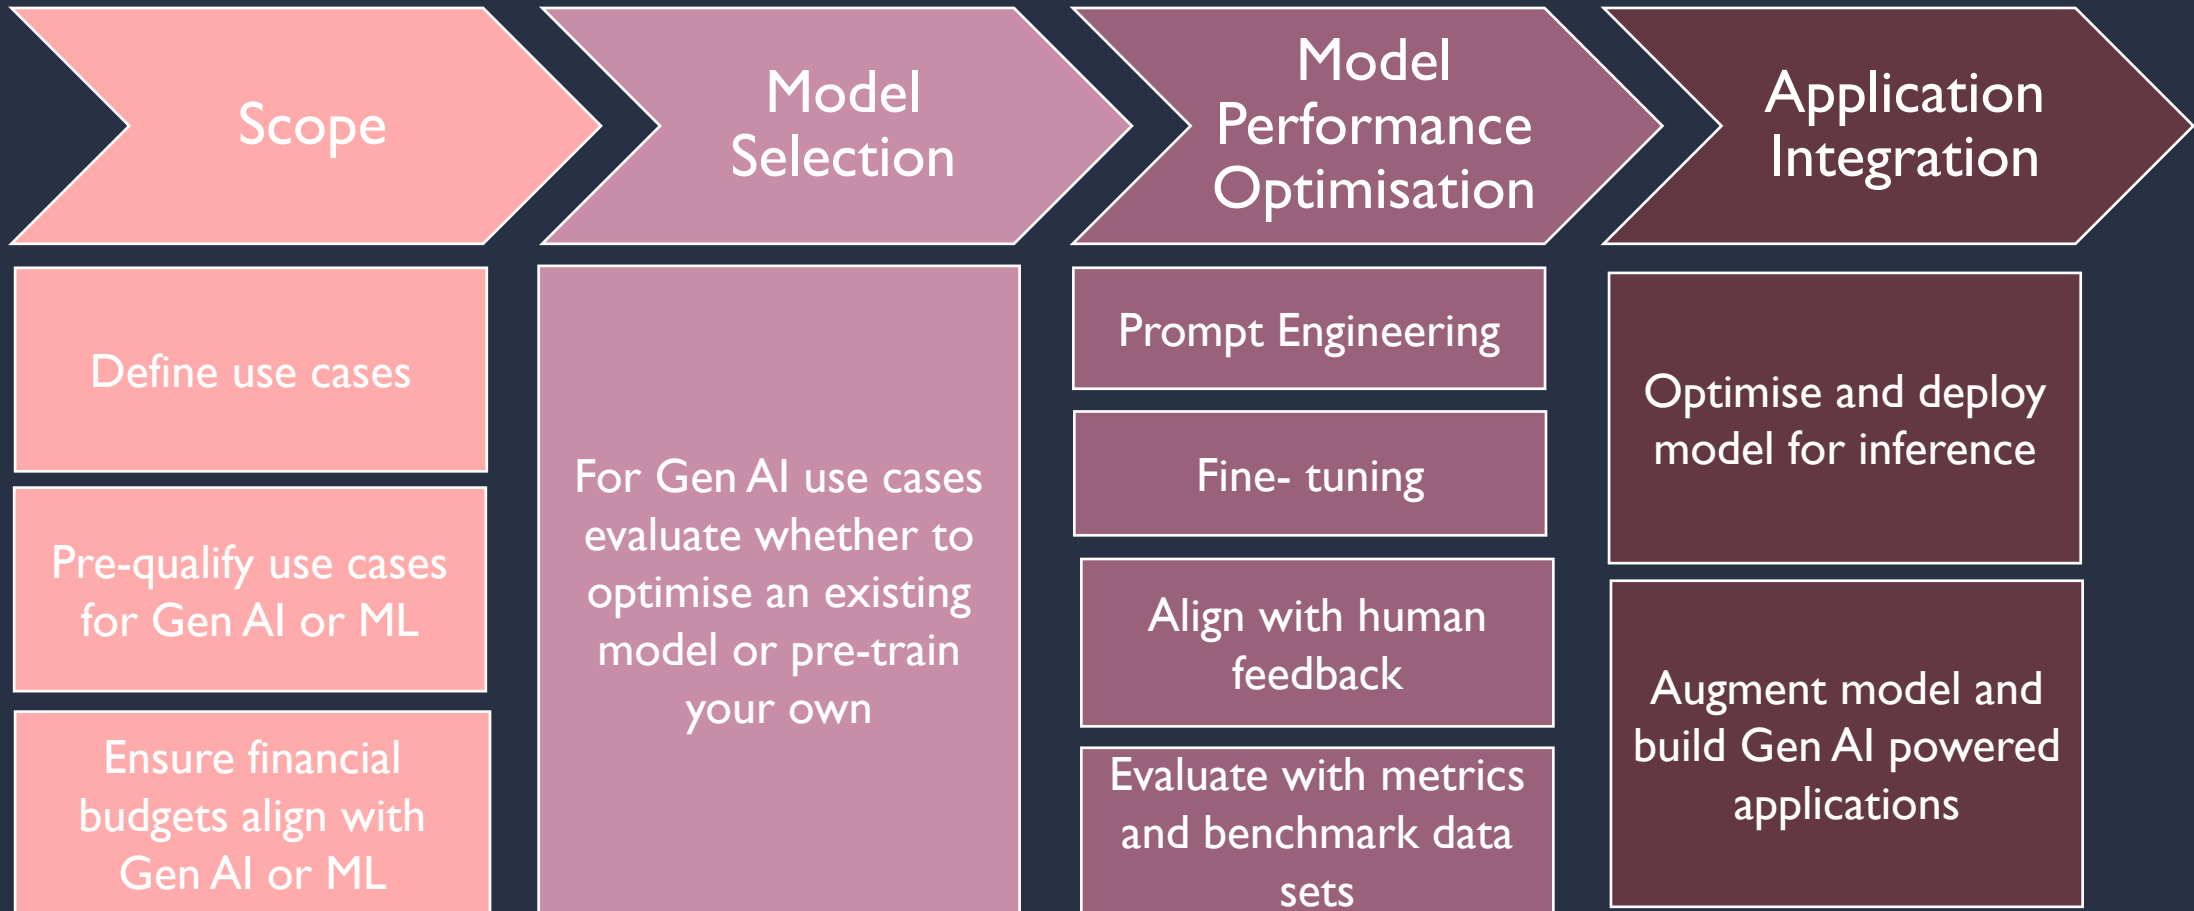 Scope
Model
Selection
Model
Performance
Optimisation
Application
Integration
Define use cases
Pre-qualify use cases
for Gen AI or ML
Ensure financial
budgets align with
Gen AI or ML
For Gen AI use cases
evaluate whether to
optimise an existing
model or pre-train
your own
Prompt Engineering
Fine- tuning
Align with human
feedback
Evaluate with metrics
and benchmark data
sets
Optimise and deploy
model for inference
Augment model and
build Gen AI powered
applications